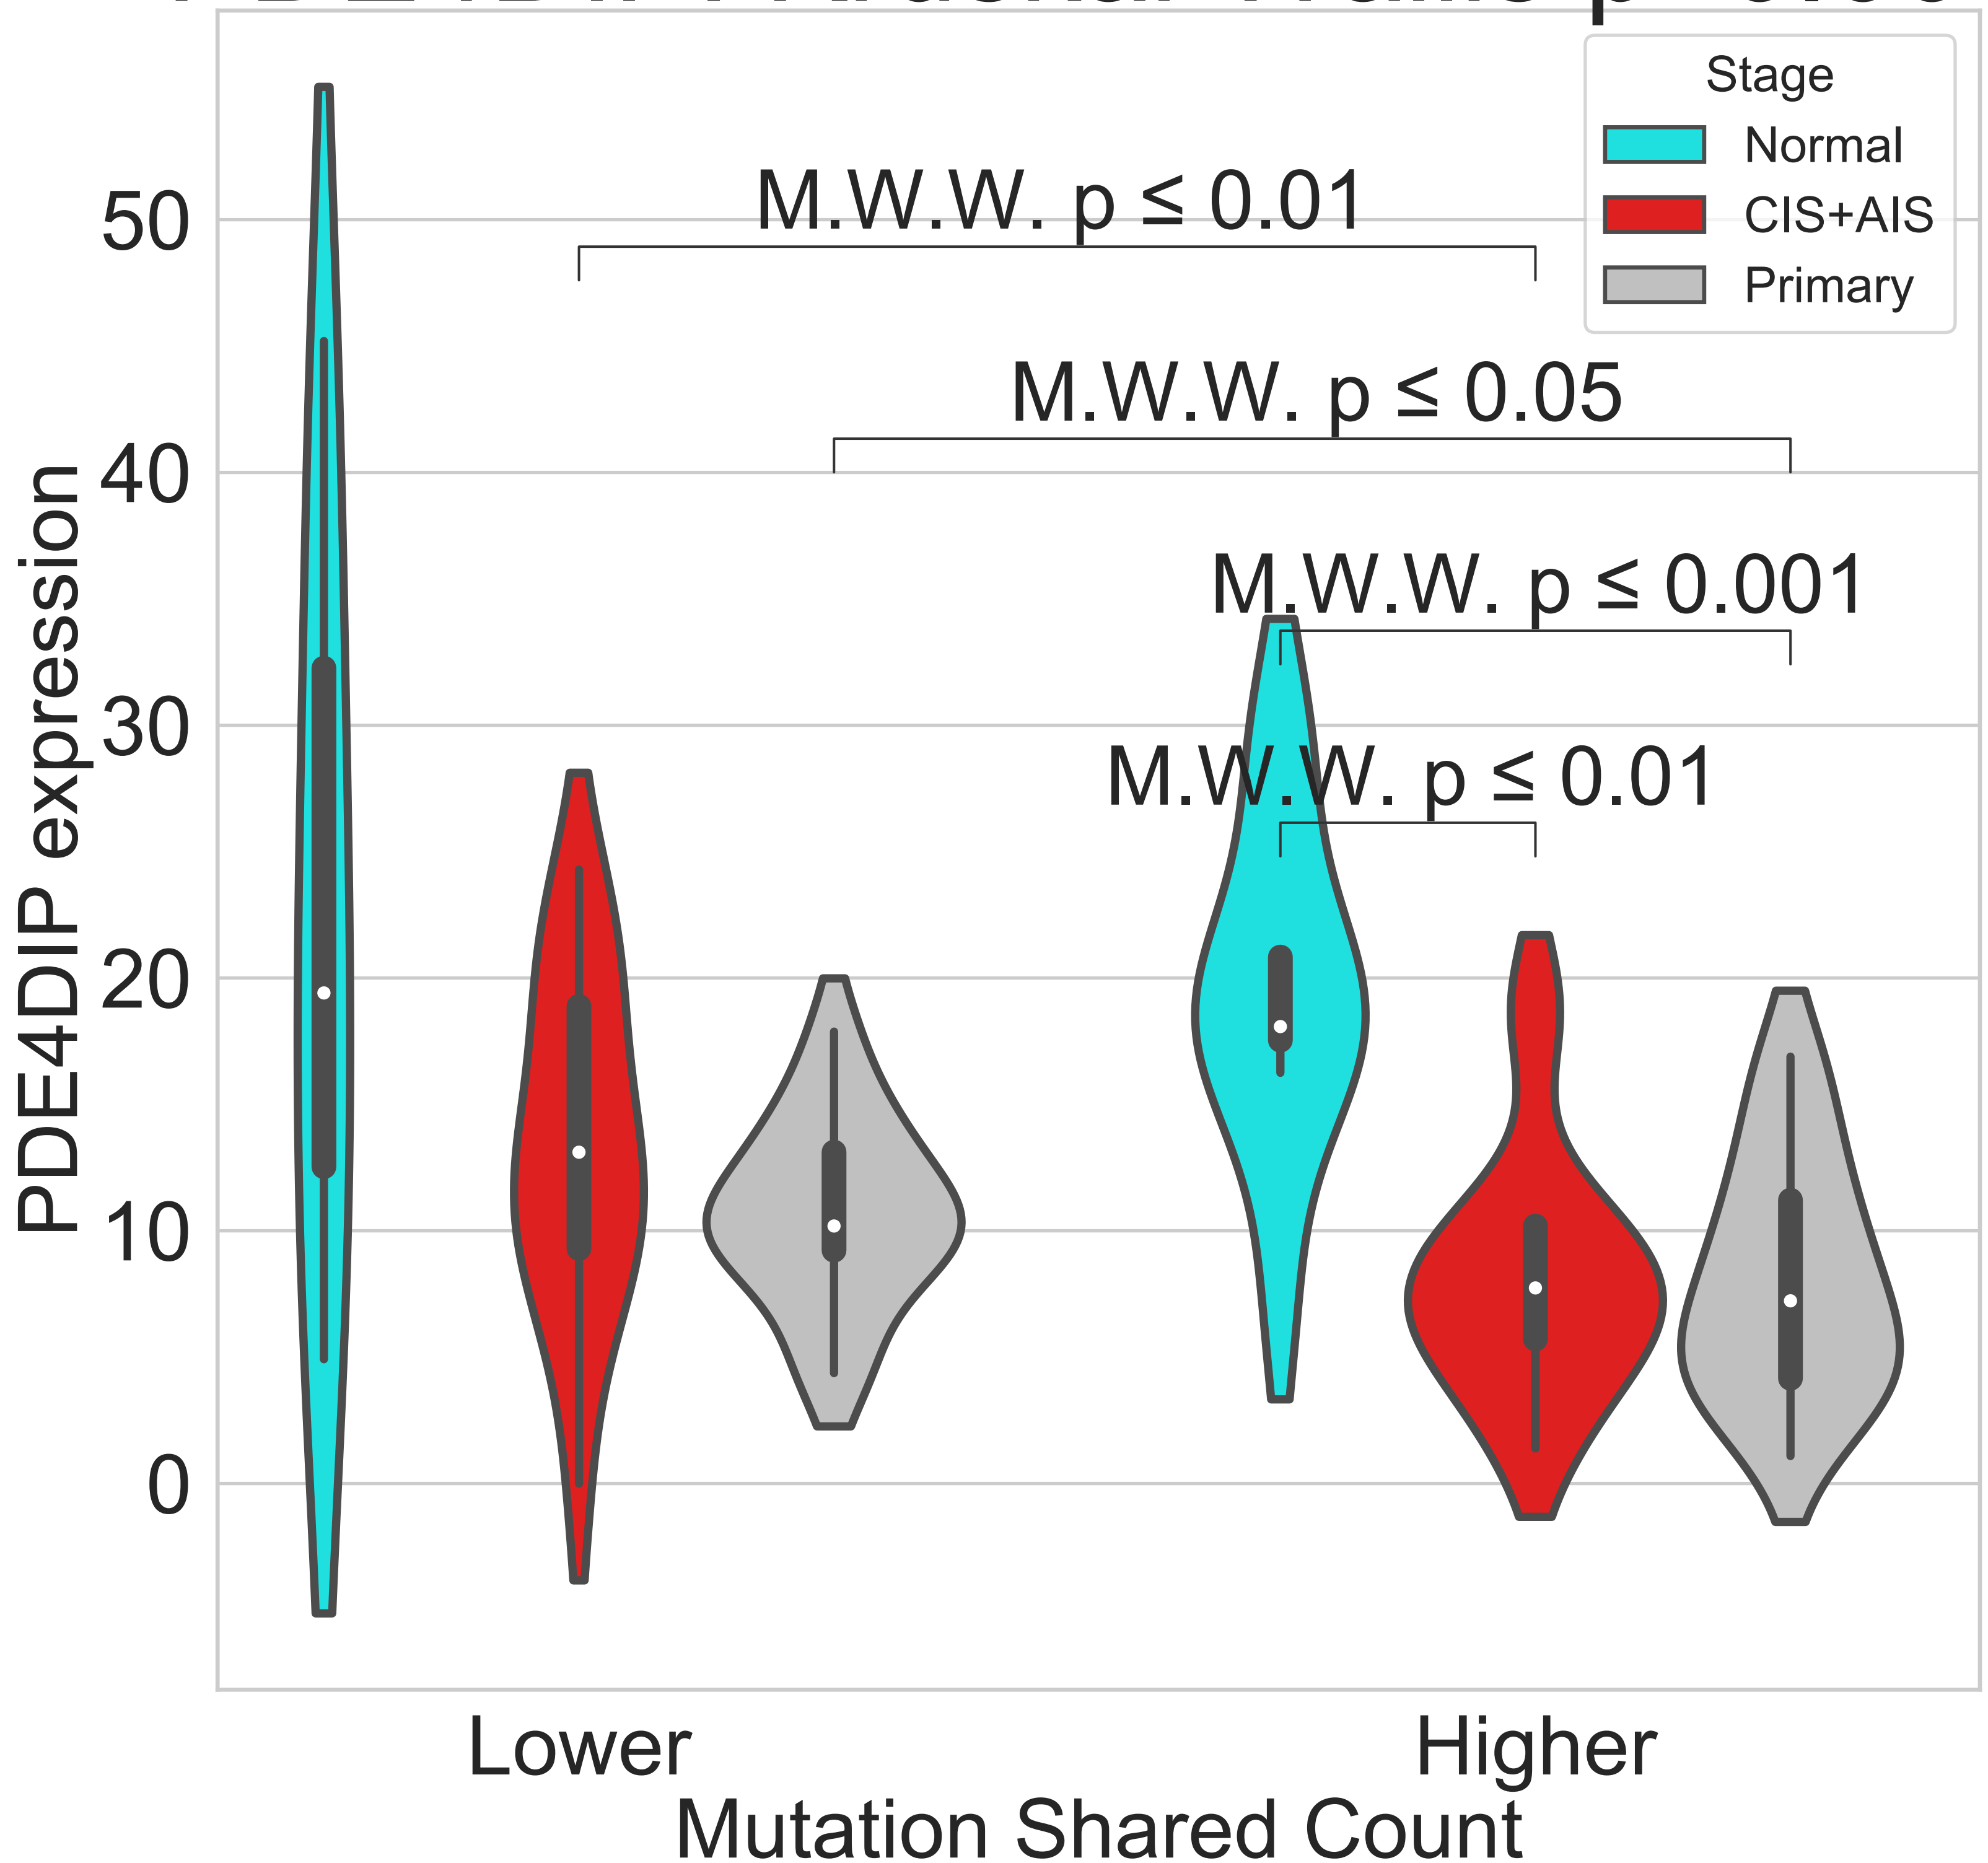 Stage
Normal
CIS+AIS
Primary
M.W.W. p ≤ 0.01
M.W.W. p ≤ 0.05
M.W.W. p ≤ 0.001
M.W.W. p ≤ 0.01
50
40
30
20
10
0
PDE4DIP expression
Lower
Higher
Mutation Shared Count